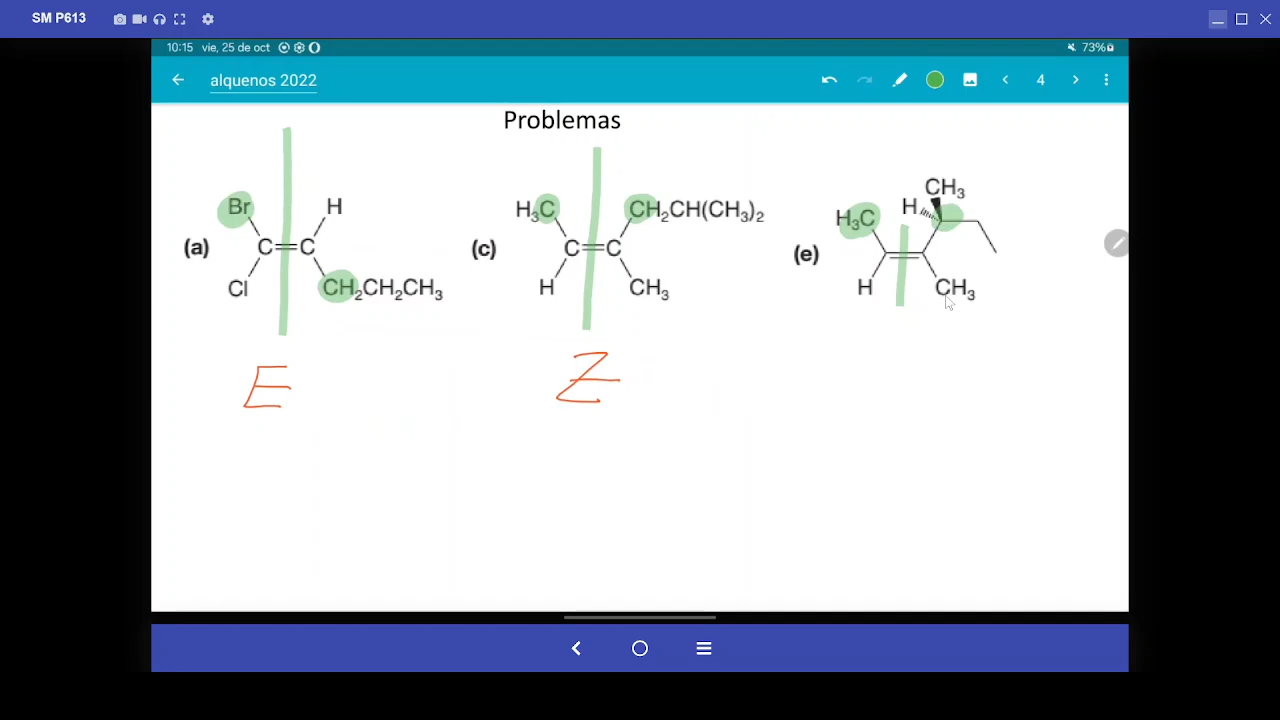 SM P613
10:15 vie, 25 de oct 73%
alquenos 2022 4
Problemas
(a) Br H C=C Cl CH₂CH₂CH₃
(c) H₃C CH₂CH(CH₃)₂ C=C H CH₃
(e) CH₃ H H₃C H CH₃
E Z